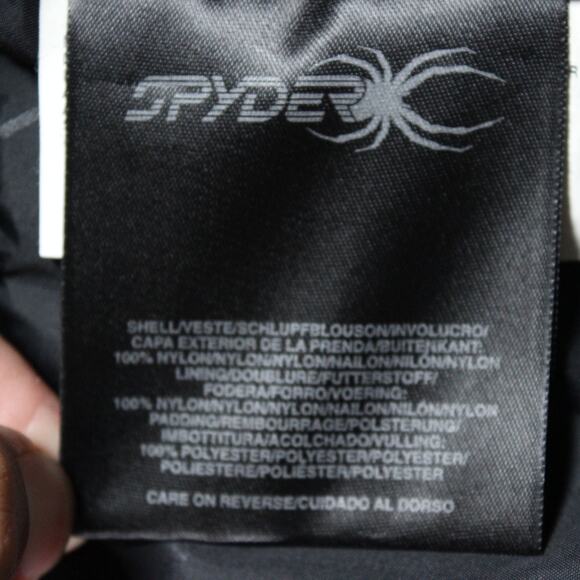 SPYDER
SHELL/VESTE/SCHLUPFBLOUSON/INVOLUCRO/
CAPA EXTERIOR DE LA PRENDA/BUITENKANT:
100% NYLON/NYLON/NYLON/NAILON/NILÓN/NYLON
LINING/DOUBLURE/FUTTERSTOFF/
FODERA/FORRO/VOERING:
100% NYLON/NYLON/NYLON/NAILON/NILÓN/NYLON
PADDING/REMBOURRAGE/POLSTERUNG/
IMBOTTITURA/ACOLCHADO/VULLING:
100% POLYESTER/POLYESTER/POLYESTER/
POLIESTERE/POLIÉSTER/POLYESTER
CARE ON REVERSE/CUIDADO AL DORSO